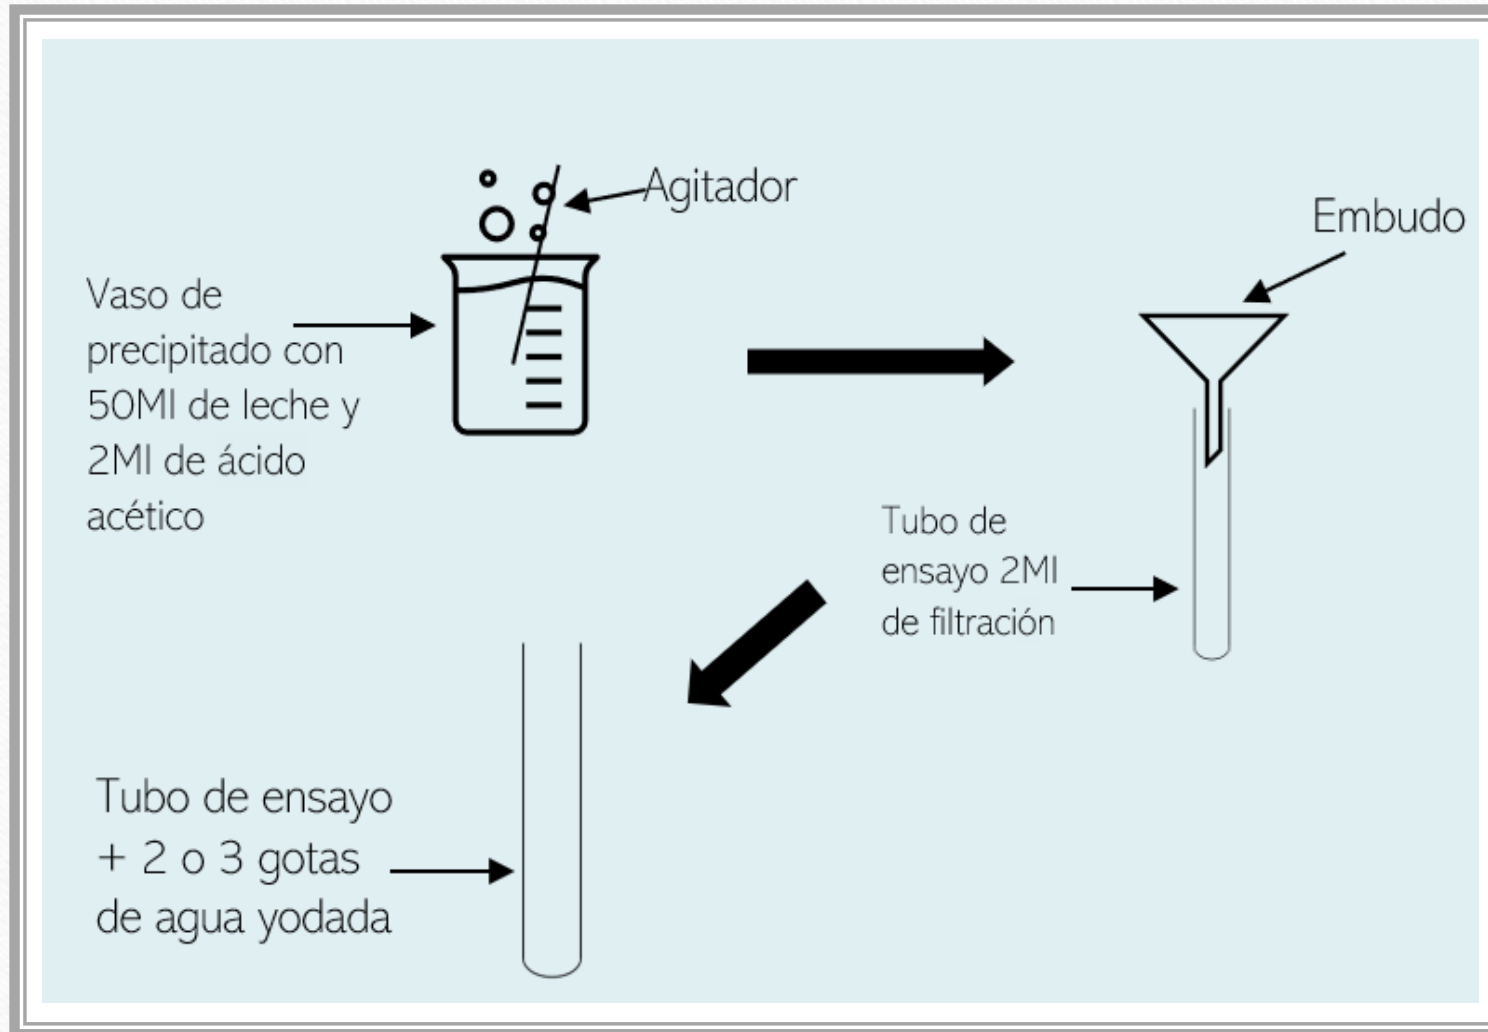 Agitador
Embudo
Vaso de
precipitado con
50Ml de leche y
2Ml de ácido
acético
Tubo de
ensayo 2Ml
de filtración
Tubo de ensayo
+ 2 o 3 gotas
de agua yodada